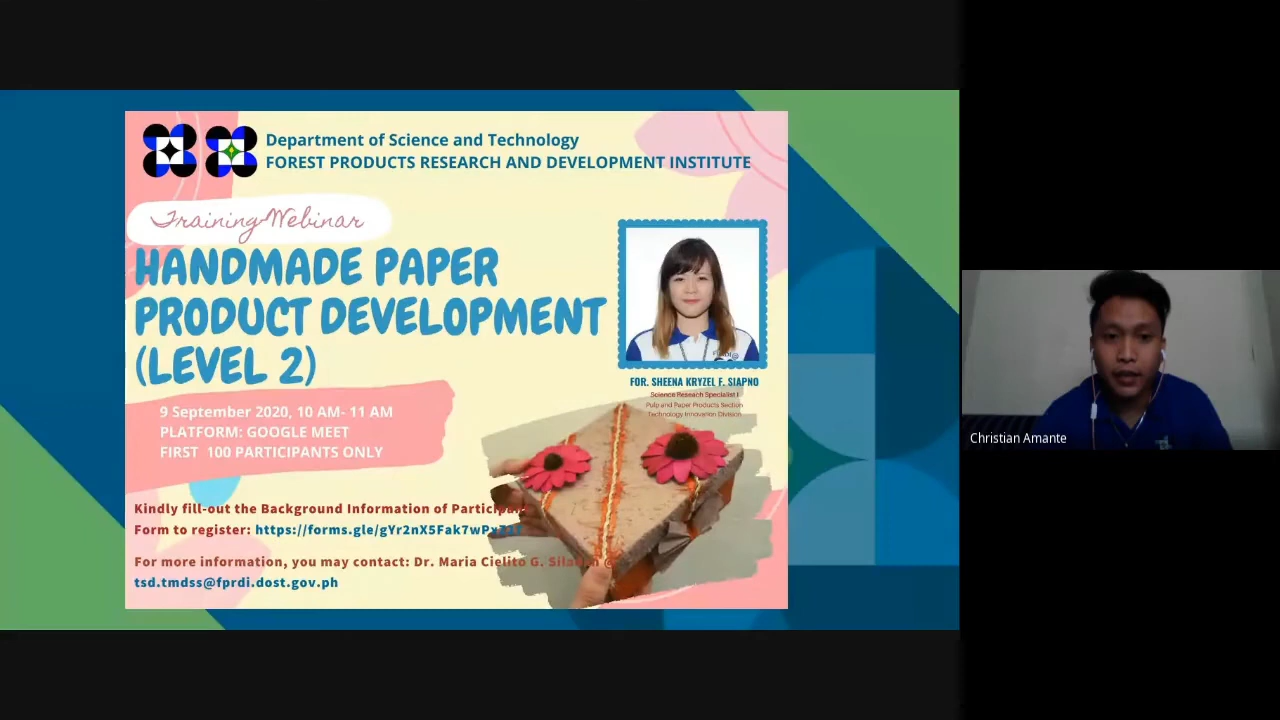 Department of Science and Technology
FOREST PRODUCTS RESEARCH AND DEVELOPMENT INSTITUTE
Training Webinar
HANDMADE PAPER
PRODUCT DEVELOPMENT
(LEVEL 2)
FOR. SHEENA KRYZEL F. SIAPNO
Science Reseach Specialist I
Pulp and Paper Products Section
Technology Innovation Division
9 September 2020, 10 AM- 11 AM
PLATFORM: GOOGLE MEET
FIRST 100 PARTICIPANTS ONLY
Kindly fill-out the Background Information of
Form to register:
For more information, you may contact: Dr. Maria Cielito G.
tsd.tmdss@fprdi.dost.gov.ph
Christian Amante